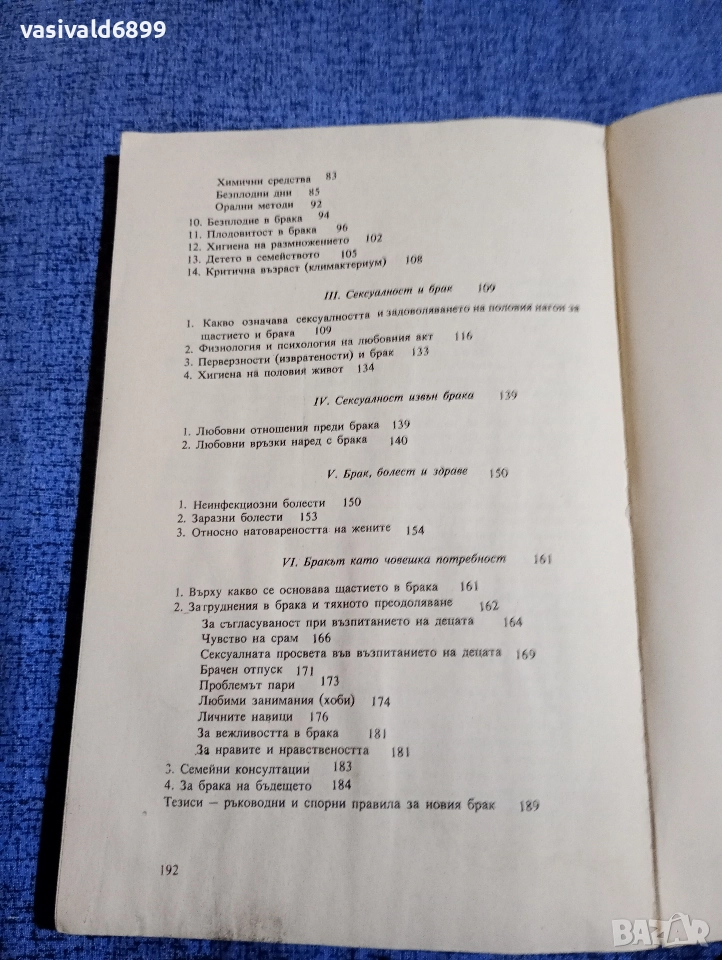 vasivald6899
Химични средства 83
Безплодни дни 85
Орални методи 92
10. Безплодие в брака 94
11. Плодовитост в брака 96
12. Хигиена на размножението 102
13. Детето в семейството 105
14. Критична възраст (климактериум) 108
III. Сексуалност и брак 109
1. Какво означава сексуалността и задоволяването на половия нагон за
щастието и брака 109
2. Физиология и психология на любовния акт 116
3. Перверзности (извратености) и брак 133
4. Хигиена на половия живот 134
IV. Сексуалност извън брака 139
1. Любовни отношения преди брака 139
2. Любовни връзки наред с брака 140
V. Брак, болест и здраве 150
1. Неинфекциозни болести 150
2. Заразни болести 153
3. Относно натовареността на жените 154
VI. Бракът като човешка потребност 161
1. Върху какво се основава щастието в брака 161
2. Затруднения в брака и тяхното преодоляване 162
За съгласуваност при възпитанието на децата 164
Чувство на срам 166
Сексуалната просвета във възпитанието на децата 169
Брачен отпуск 171
Проблемът пари 173
Любими занимания (хоби) 174
Личните навици 176
За вежливостта в брака 181
За нравите и нравствеността 181
3. Семейни консултации 183
4. За брака на бъдещето 184
Тезиси — ръководни и спорни правила за новия брак 189
192
BAZAR